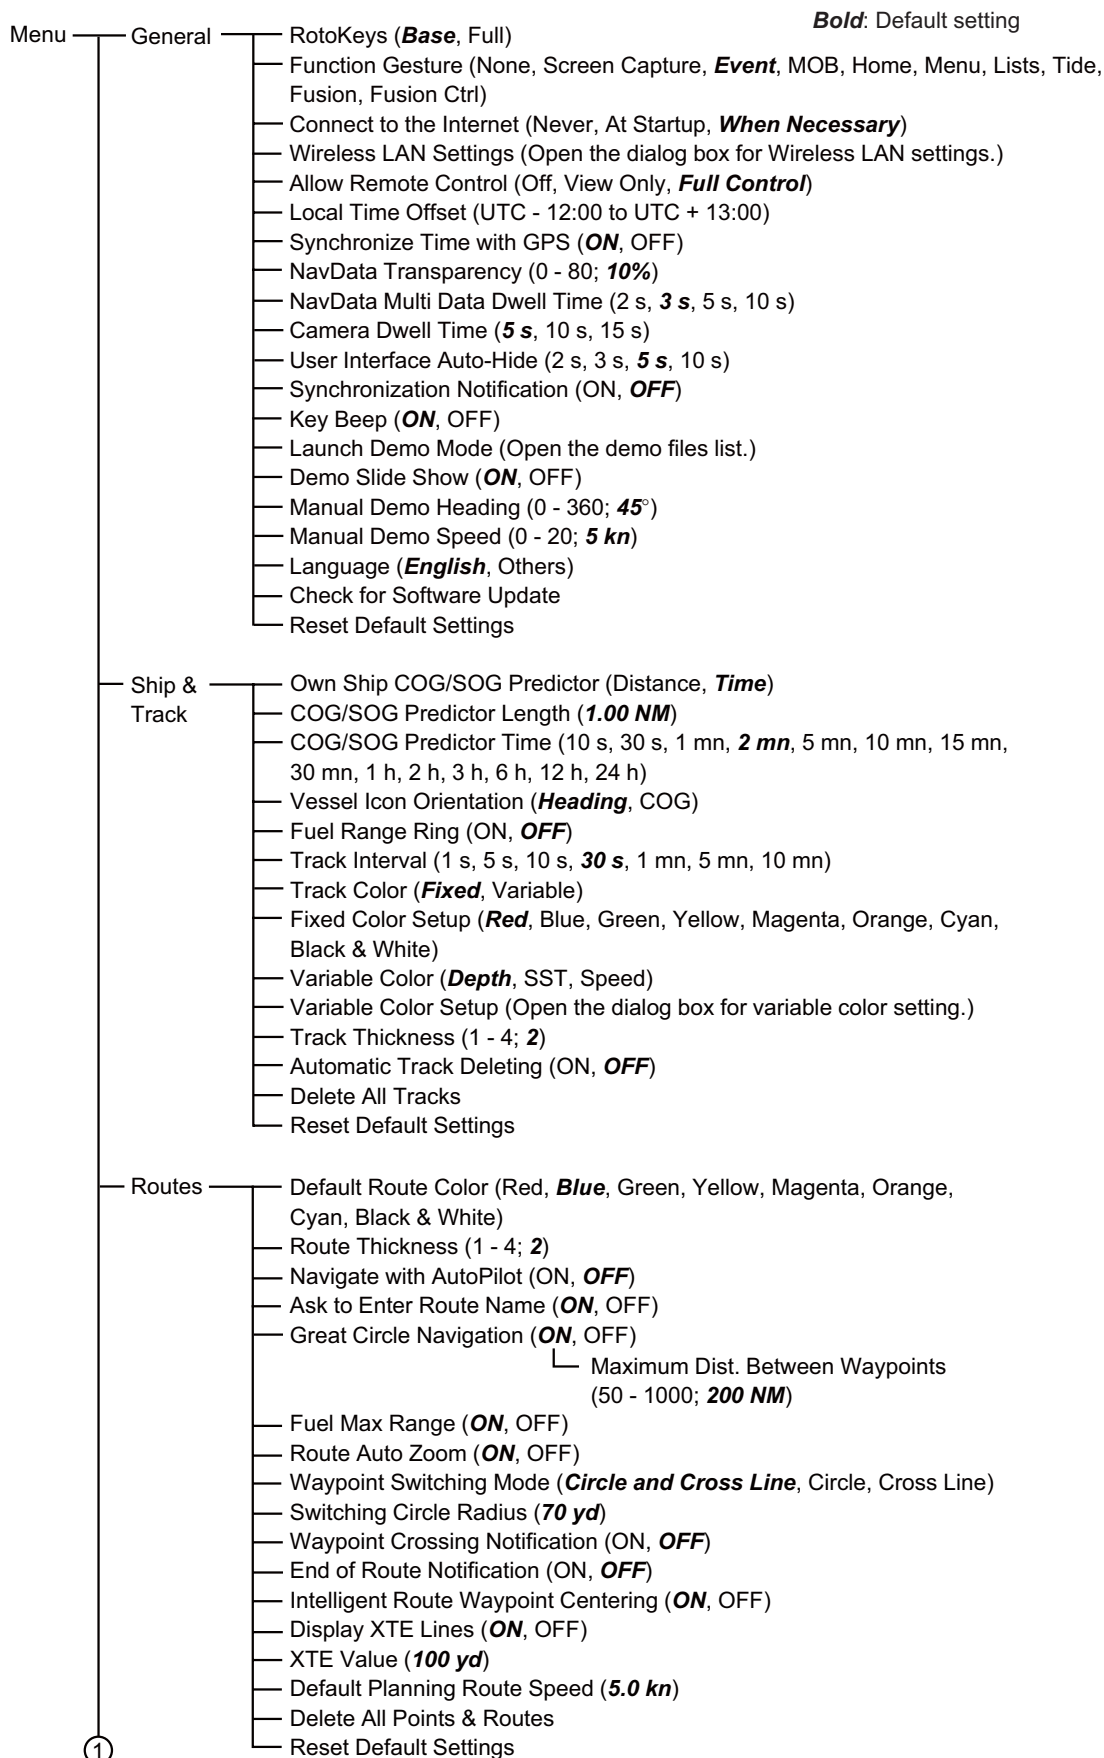 Bold: Default setting
Menu
General
RotoKeys (Base, Full)
Function Gesture (None, Screen Capture, Event, MOB, Home, Menu, Lists, Tide,
Fusion, Fusion Ctrl)
Connect to the Internet (Never, At Startup, When Necessary)
Wireless LAN Settings (Open the dialog box for Wireless LAN settings.)
Allow Remote Control (Off, View Only, Full Control)
Local Time Offset (UTC - 12:00 to UTC + 13:00)
Synchronize Time with GPS (ON, OFF)
NavData Transparency (0 - 80; 10%)
NavData Multi Data Dwell Time (2 s, 3 s, 5 s, 10 s)
Camera Dwell Time (5 s, 10 s, 15 s)
User Interface Auto-Hide (2 s, 3 s, 5 s, 10 s)
Synchronization Notification (ON, OFF)
Key Beep (ON, OFF)
Launch Demo Mode (Open the demo files list.)
Demo Slide Show (ON, OFF)
Manual Demo Heading (0 - 360; 45°)
Manual Demo Speed (0 - 20; 5 kn)
Language (English, Others)
Check for Software Update
Reset Default Settings
Ship &
Track
Own Ship COG/SOG Predictor (Distance, Time)
COG/SOG Predictor Length (1.00 NM)
COG/SOG Predictor Time (10 s, 30 s, 1 mn, 2 mn, 5 mn, 10 mn, 15 mn,
30 mn, 1 h, 2 h, 3 h, 6 h, 12 h, 24 h)
Vessel Icon Orientation (Heading, COG)
Fuel Range Ring (ON, OFF)
Track Interval (1 s, 5 s, 10 s, 30 s, 1 mn, 5 mn, 10 mn)
Track Color (Fixed, Variable)
Fixed Color Setup (Red, Blue, Green, Yellow, Magenta, Orange, Cyan,
Black & White)
Variable Color (Depth, SST, Speed)
Variable Color Setup (Open the dialog box for variable color setting.)
Track Thickness (1 - 4; 2)
Automatic Track Deleting (ON, OFF)
Delete All Tracks
Reset Default Settings
Routes
Default Route Color (Red, Blue, Green, Yellow, Magenta, Orange,
Cyan, Black & White)
Route Thickness (1 - 4; 2)
Navigate with AutoPilot (ON, OFF)
Ask to Enter Route Name (ON, OFF)
Great Circle Navigation (ON, OFF)
Maximum Dist. Between Waypoints
(50 - 1000; 200 NM)
Fuel Max Range (ON, OFF)
Route Auto Zoom (ON, OFF)
Waypoint Switching Mode (Circle and Cross Line, Circle, Cross Line)
Switching Circle Radius (70 yd)
Waypoint Crossing Notification (ON, OFF)
End of Route Notification (ON, OFF)
Intelligent Route Waypoint Centering (ON, OFF)
Display XTE Lines (ON, OFF)
XTE Value (100 yd)
Default Planning Route Speed (5.0 kn)
Delete All Points & Routes
Reset Default Settings
1